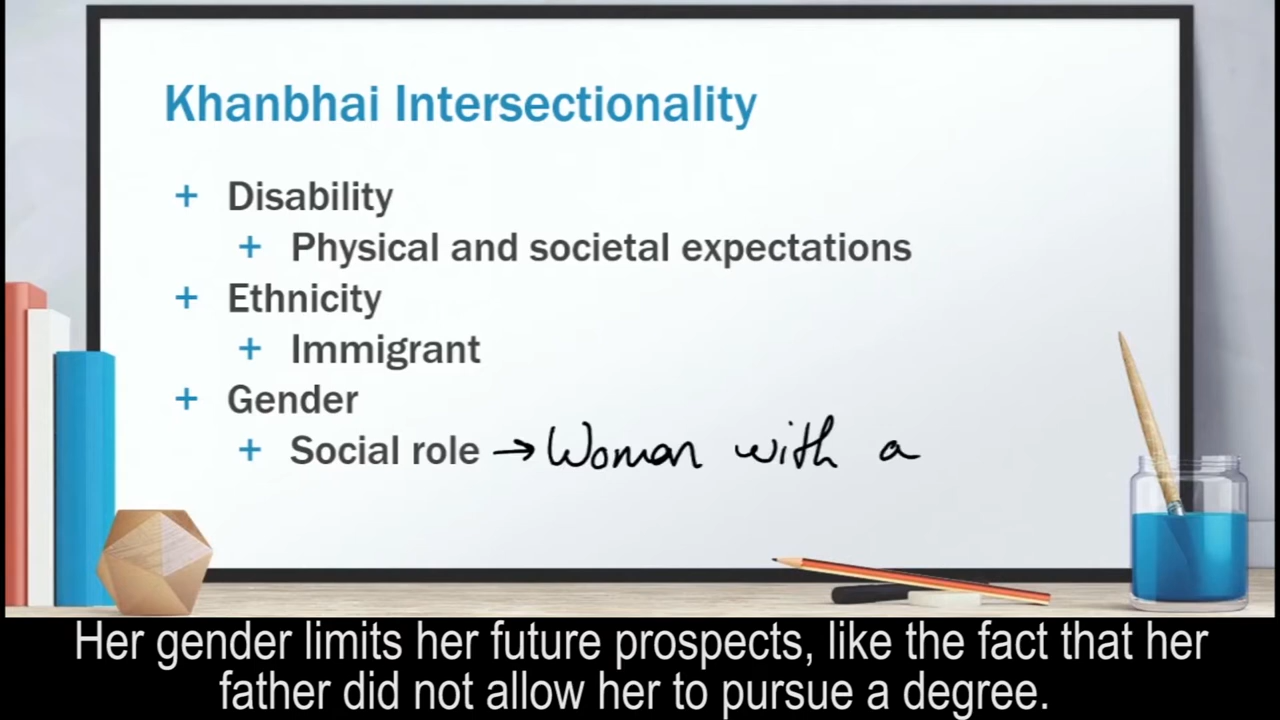 Khanbhai Intersectionality
+ Disability
+ Physical and societal expectations
+ Ethnicity
+ Immigrant
+ Gender
+ Social role → Woman with a
Her gender limits her future prospects, like the fact that her
father did not allow her to pursue a degree.